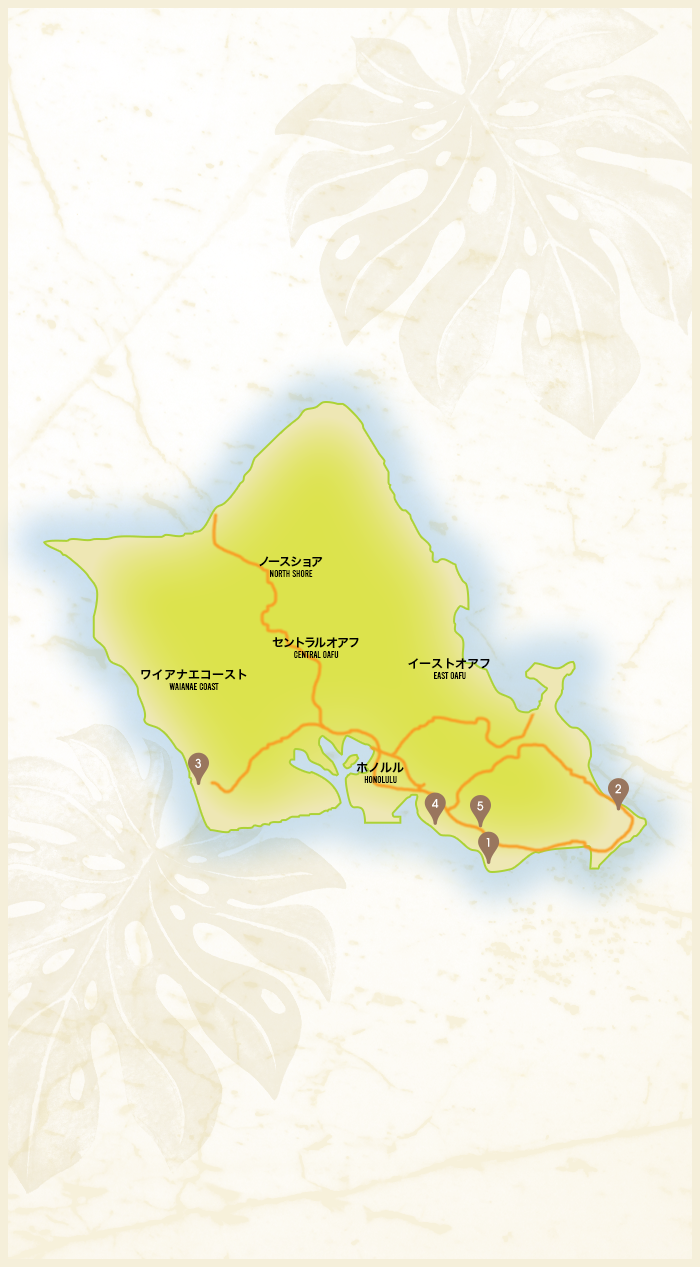 ノースショア
NORTH SHORE
セントラルオアフ
CENTRAL OAFU
イーストオアフ
EAST OAFU
ワイアナエコースト
WAIANAE COAST
3
ホノルル
HONOLULU
2
4
5
1